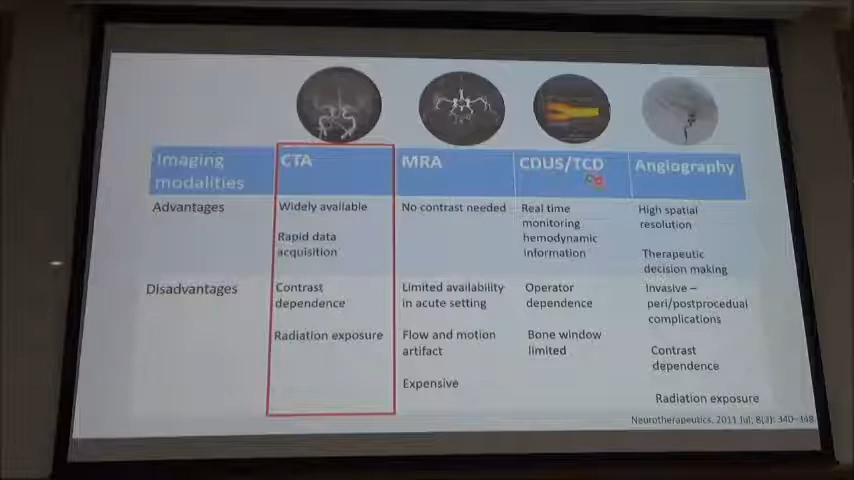 Imaging modalities
CTA
MRA
CDUS/TCD
Angiography
Advantages
Widely available
Rapid data
acquisition
No contrast needed
Real time
monitoring
hemodynamic
information
High spatial
resolution
Therapeutic
decision making
Disadvantages
Contrast
dependence
Radiation exposure
Limited availability
in acute setting
Flow and motion
artifact
Expensive
Operator
dependence
Bone window
limited
Invasive –
peri/postprocedual
complications
Contrast
dependence
Radiation exposure
Neurotherapeutics. 2011 Jul; 8(3): 340–348